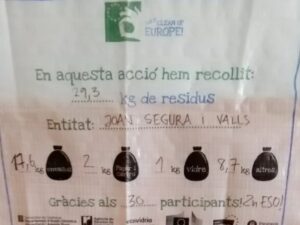 LET'S CLEAN UP
EUROPE!
En aquesta acció hem recollit:
29,3 kg de residus
Entitat: JOAN SEGURA I VALLS
17,6 kg envasos 2 kg Paper i cartró 1 kg vidre 8,7 kg altres
Gràcies als 30 participants! 2n ESO!